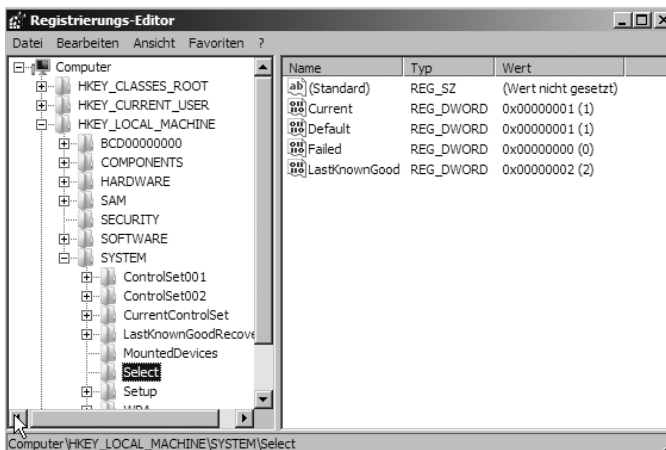 Registrierungs-Editor
Datei Bearbeiten Ansicht Favoriten ?
Computer
HKEY_CLASSES_ROOT
HKEY_CURRENT_USER
HKEY_LOCAL_MACHINE
BCD00000000
COMPONENTS
HARDWARE
SAM
SECURITY
SOFTWARE
SYSTEM
ControlSet001
ControlSet002
CurrentControlSet
LastKnownGoodRecove
MountedDevices
Select
Setup
WPA
Name Typ Wert
(Standard) REG_SZ (Wert nicht gesetzt)
Current REG_DWORD 0x00000001 (1)
Default REG_DWORD 0x00000001 (1)
Failed REG_DWORD 0x00000000 (0)
LastKnownGood REG_DWORD 0x00000002 (2)
Computer\HKEY_LOCAL_MACHINE\SYSTEM\Select